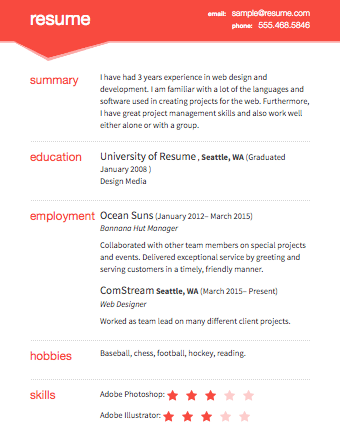 resume
email: sample@resume.com
phone: 555.468.5846
summary
I have had 3 years experience in web design and
development. I am familiar with a lot of the languages and
software used in creating projects for the web. Furthermore,
I have great project management skills and also work well
either alone or with a group.
education
University of Resume , Seattle, WA (Graduated
January 2008 )
Design Media
employment
Ocean Suns (January 2012– March 2015)
Bannana Hut Manager
Collaborated with other team members on special projects
and events. Delivered exceptional service by greeting and
serving customers in a timely, friendly manner.
ComStream Seattle, WA (March 2015– Present)
Web Designer
Worked as team lead on many different client projects.
hobbies
Baseball, chess, football, hockey, reading.
skills
Adobe Photoshop:
Adobe Illustrator: